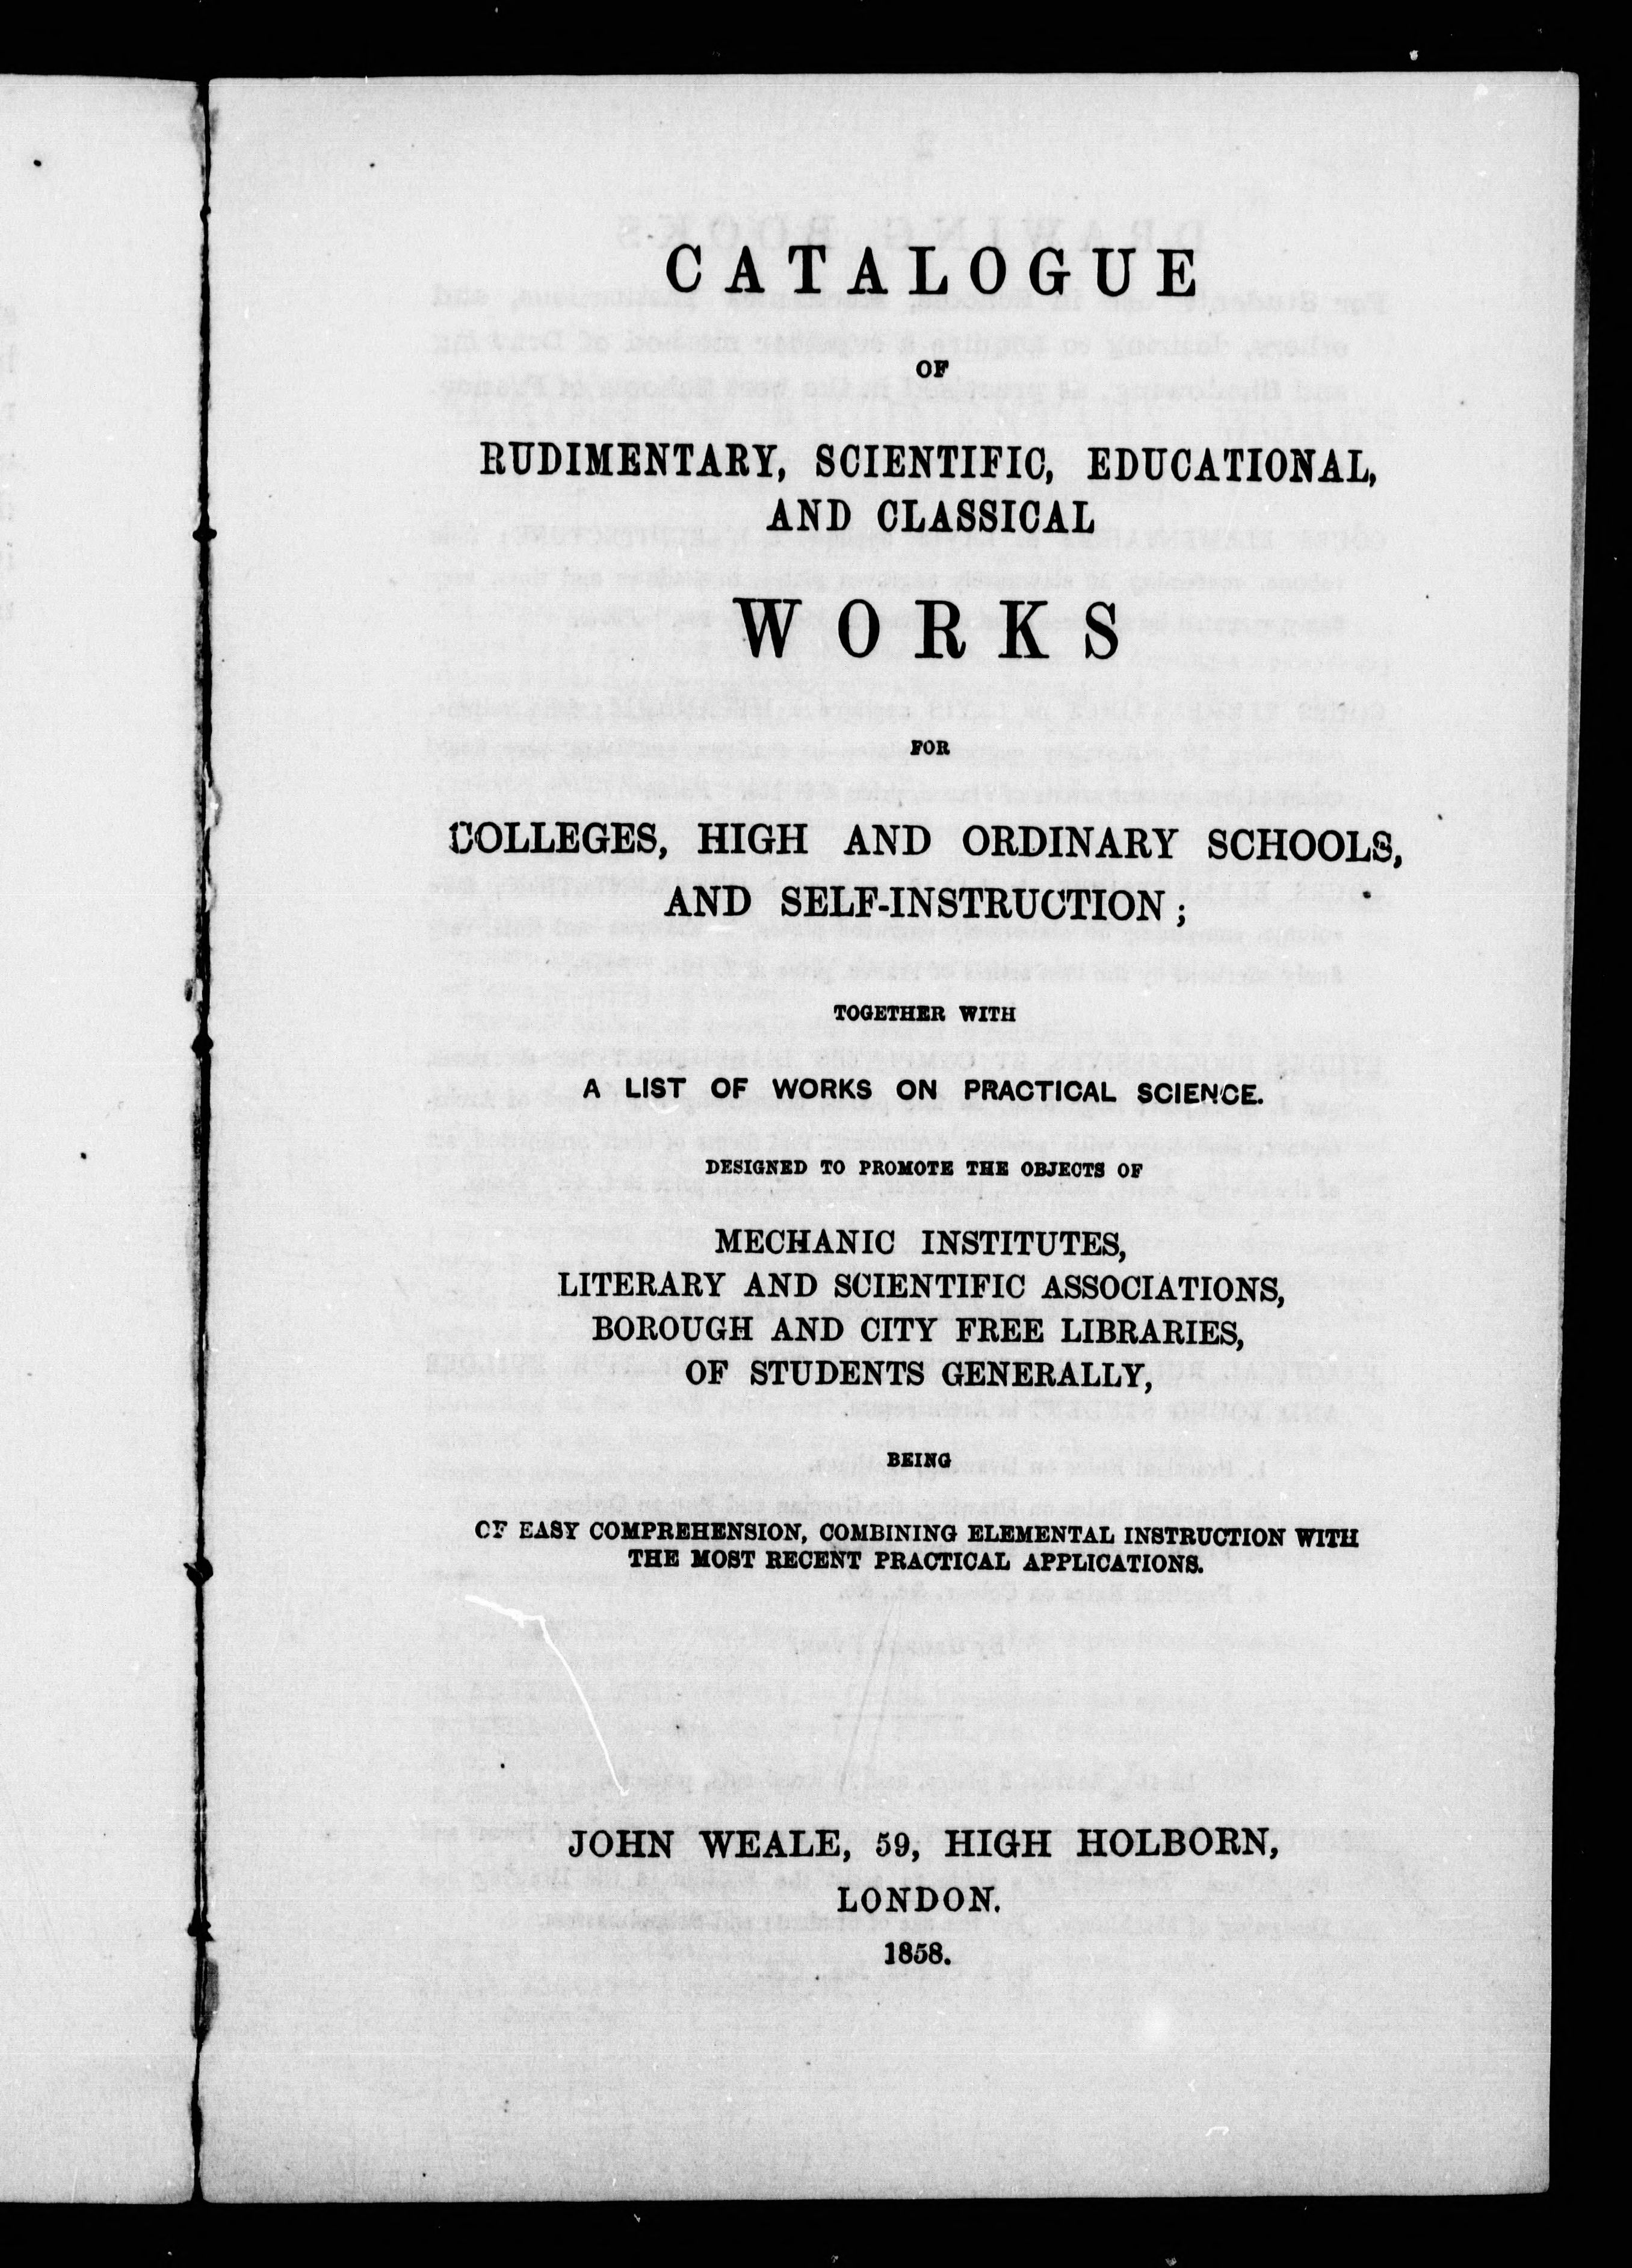 CATALOGUE
OF
RUDIMENTARY, SCIENTIFIC, EDUCATIONAL,
AND CLASSICAL
WORKS
FOR
COLLEGES, HIGH AND ORDINARY SCHOOLS,
AND SELF-INSTRUCTION;
TOGETHER WITH
A LIST OF WORKS ON PRACTICAL SCIENCE.
DESIGNED TO PROMOTE THE OBJECTS OF
MECHANIC INSTITUTES,
LITERARY AND SCIENTIFIC ASSOCIATIONS,
BOROUGH AND CITY FREE LIBRARIES,
OF STUDENTS GENERALLY,
BEING
OF EASY COMPREHENSION, COMBINING ELEMENTAL INSTRUCTION WITH
THE MOST RECENT PRACTICAL APPLICATIONS.
JOHN WEALE, 59, HIGH HOLBORN,
LONDON.
1858.